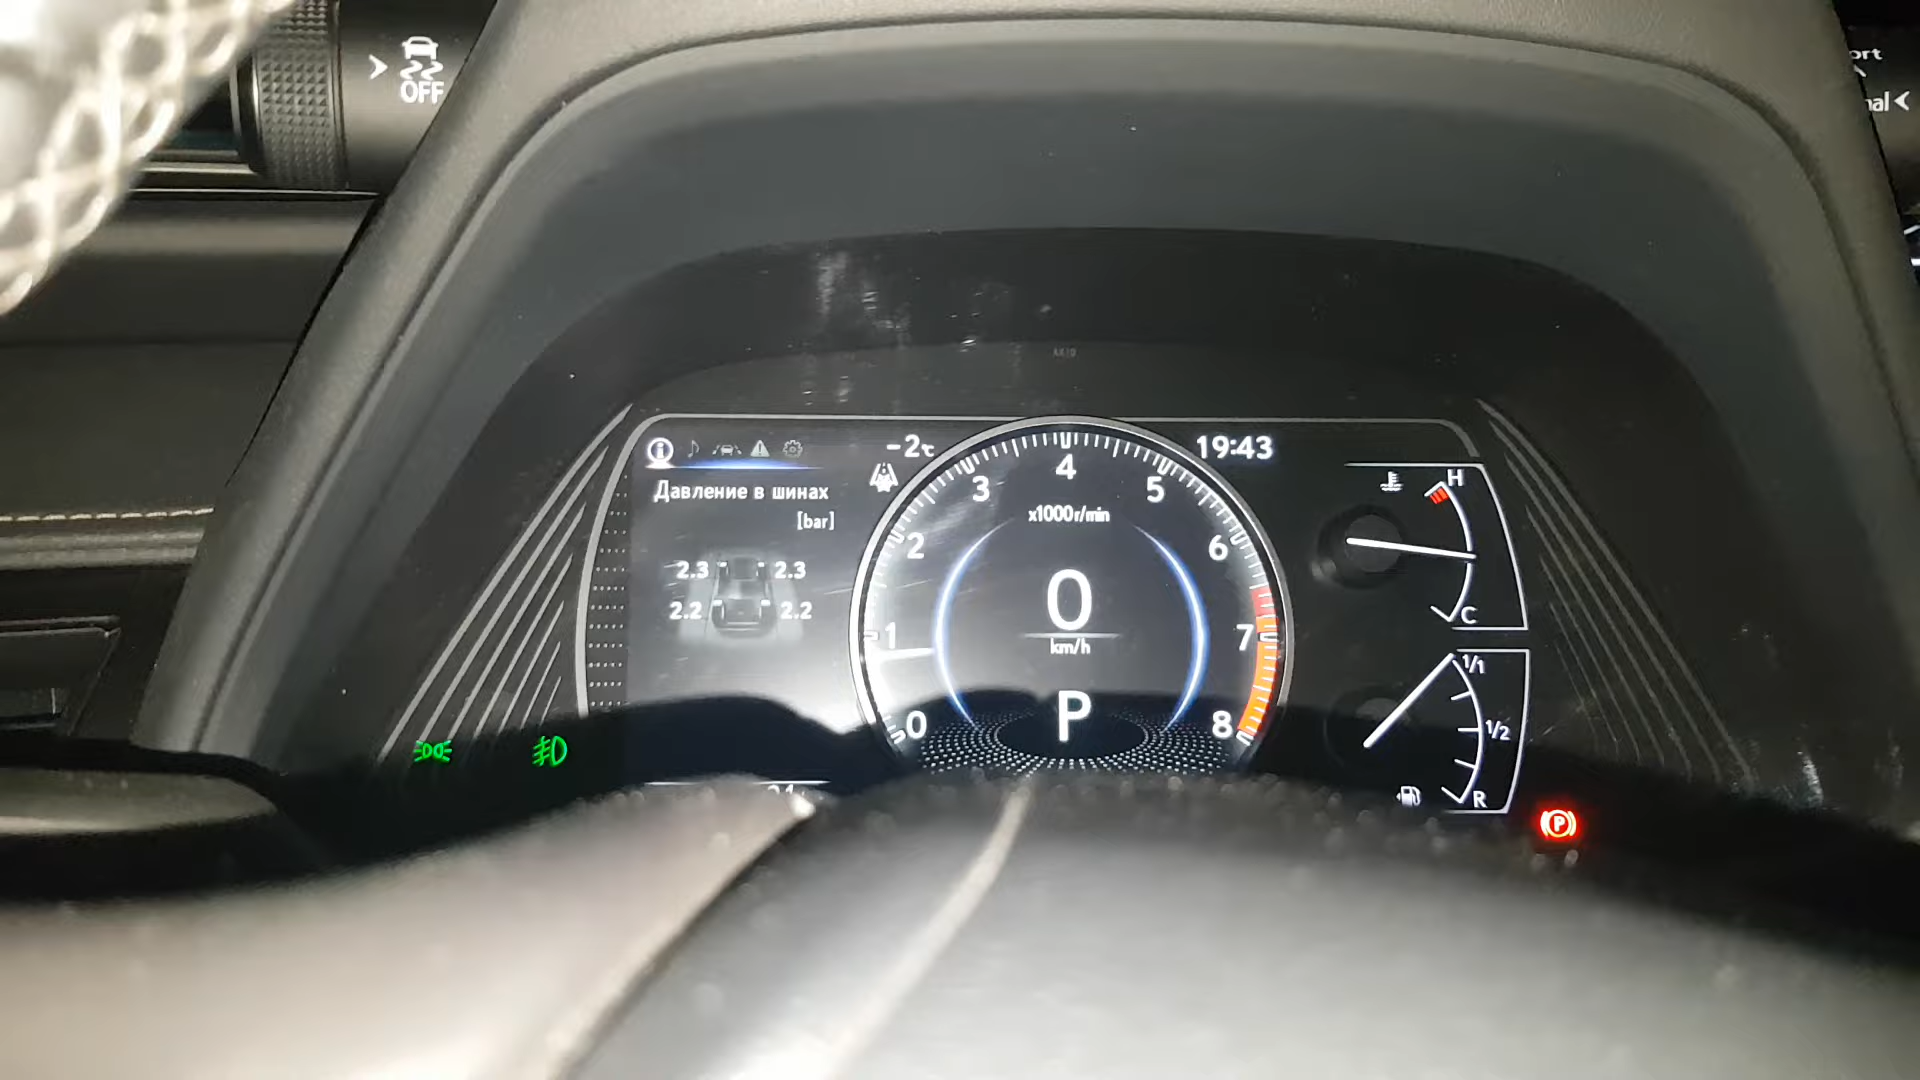 OFF
-2°C
19:43
Давление в шинах
[bar]
2.3 2.3
2.2 2.2
0 1 2 3 4 5 6 7 8
x1000r/min
0
km/h
P
H
C
1/1
1/2
R
P